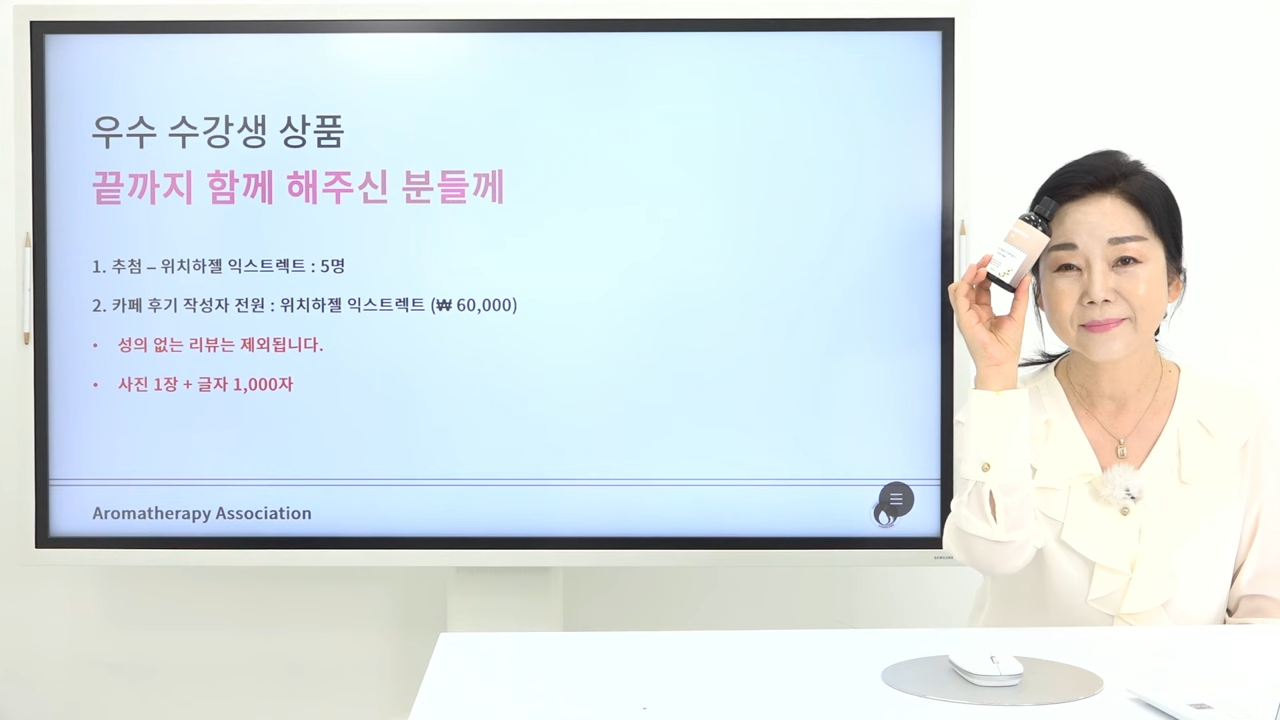 우수 수강생 상품
끝까지 함께 해주신 분들께
1. 추첨 – 위치하젤 익스트렉트 : 5명
2. 카페 후기 작성자 전원 : 위치하젤 익스트렉트 (₩ 60,000)
• 성의 없는 리뷰는 제외됩니다.
• 사진 1장 + 글자 1,000자
Aromatherapy Association
SAMSUNG